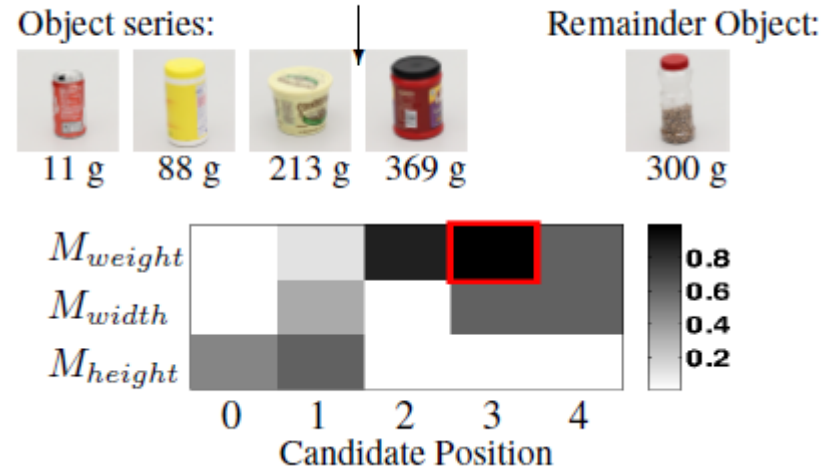 Object series: Remainder Object:
11 g 88 g 213 g 369 g 300 g
M_weight 0.8
M_width 0.6
0.4
M_height 0.2
0 1 2 3 4
Candidate Position